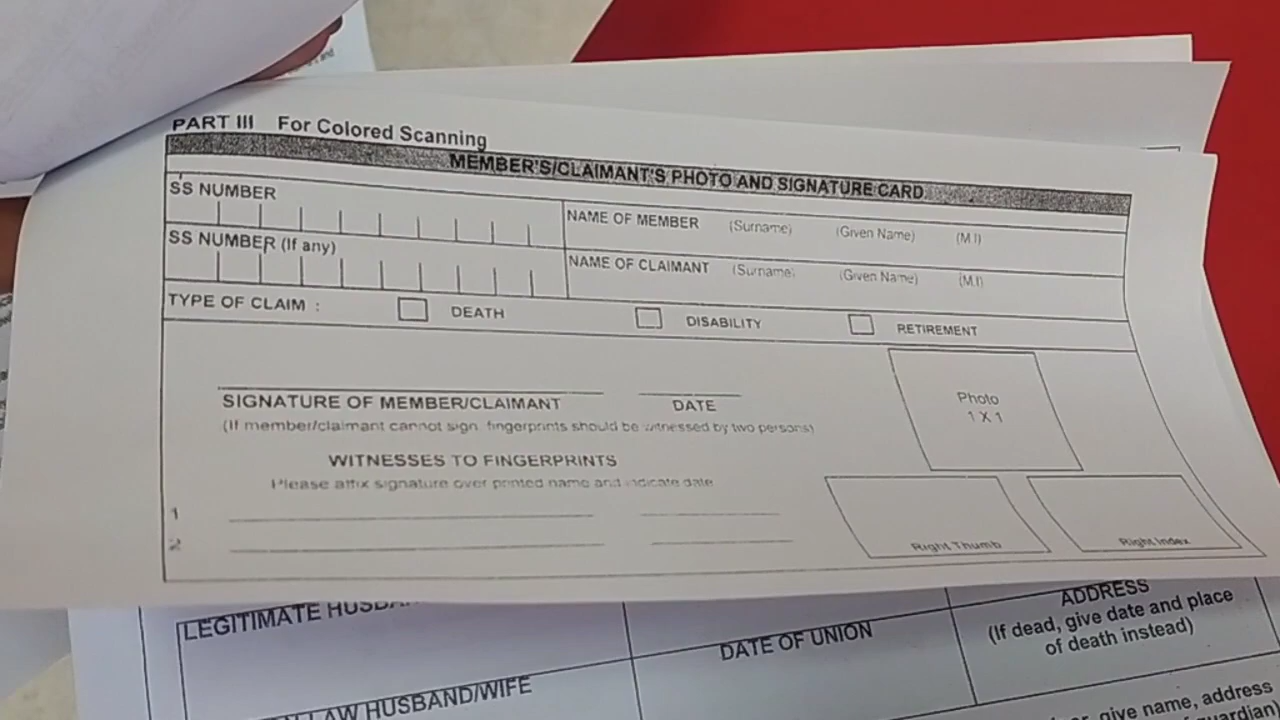 PART III For Colored Scanning
MEMBER'S/CLAIMANT'S PHOTO AND SIGNATURE CARD
SS NUMBER
NAME OF MEMBER (Surname) (Given Name) (M.I)
SS NUMBER (If any)
NAME OF CLAIMANT (Surname) (Given Name) (M.I)
TYPE OF CLAIM : DEATH DISABILITY RETIREMENT
Photo
1 X 1
SIGNATURE OF MEMBER/CLAIMANT DATE
(If member/claimant cannot sign, fingerprints should be witnessed by two persons)
WITNESSES TO FINGERPRINTS
Please affix signature over printed name and indicate date
1
2
Right Thumb Right Index
LEGITIMATE
DATE OF UNION
ADDRESS
(If dead, give date and place
of death instead)
LAW HUSBAND/WIFE
give name, address